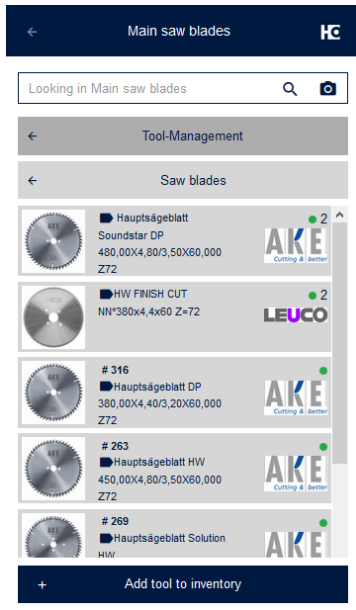 Main saw blades
HC
Looking in Main saw blades
Tool-Management
Saw blades
Hauptsägeblatt
Soundstar DP
480,00X4,80/3,50X60,000
Z72
2
AKE
Cutting & better
HW FINISH CUT
NN*380x4,4x60 Z=72
2
LEUCO
# 316
Hauptsägeblatt DP
380,00X4,40/3,20X60,000
Z72
AKE
Cutting & better
# 263
Hauptsägeblatt HW
450,00X4,80/3,50X60,000
Z72
AKE
Cutting & better
# 269
Hauptsägeblatt Solution
HW
AKE
+ Add tool to inventory